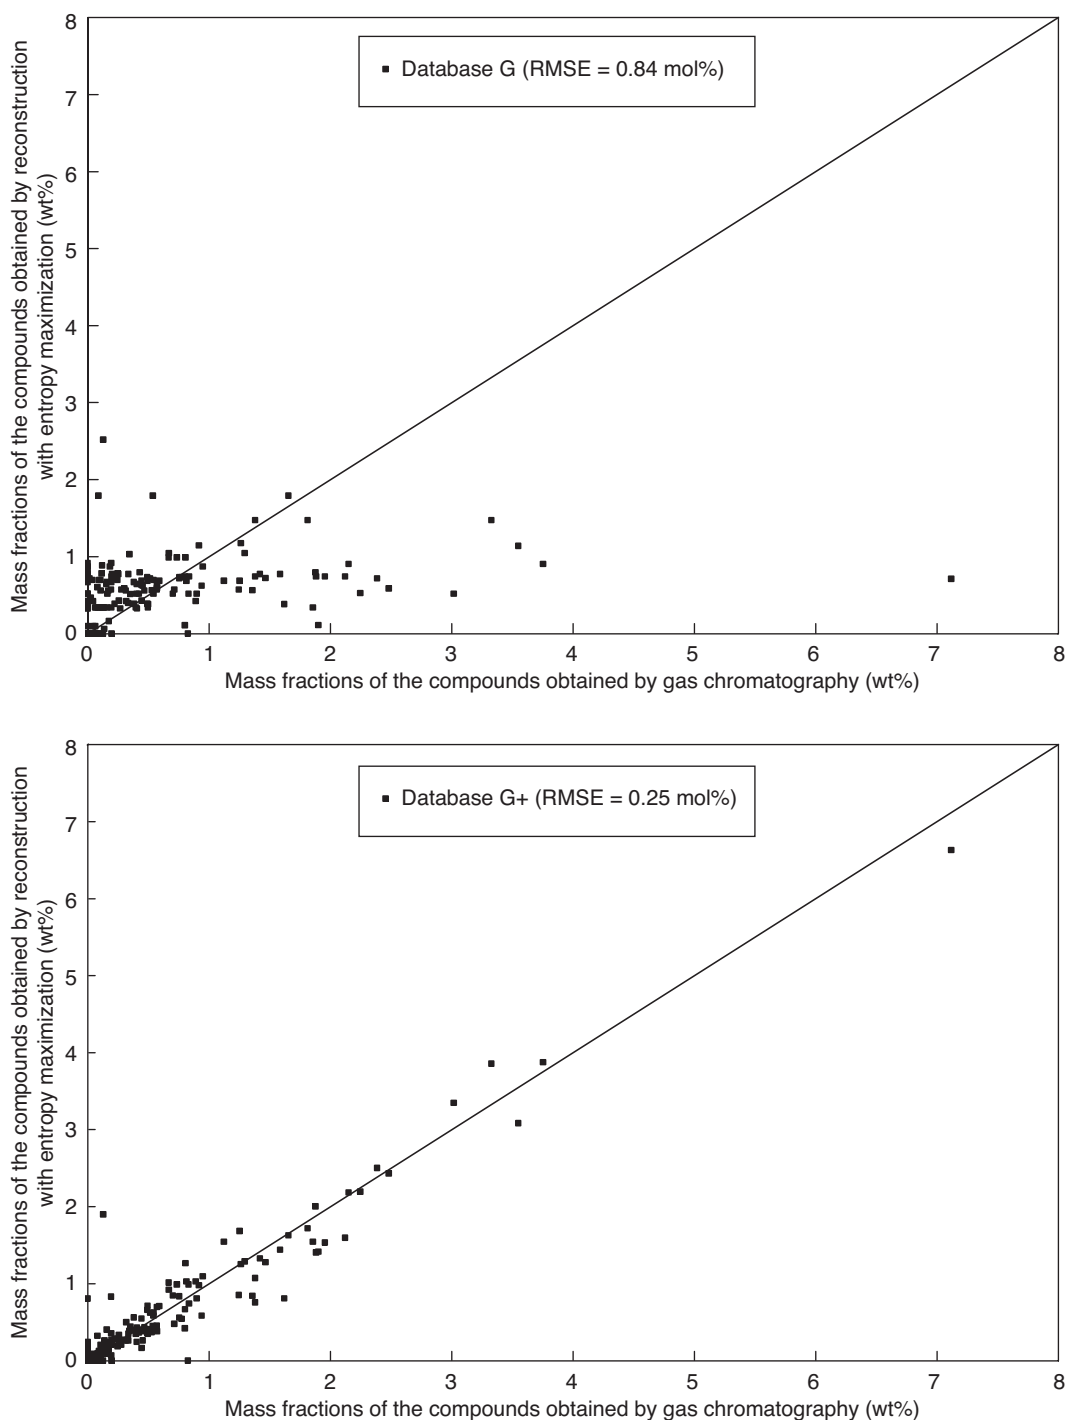 8
7
6
5
4
3
2
1
0
Mass fractions of the compounds obtained by reconstruction
with entropy maximization (wt%)
Database G (RMSE = 0.84 mol%)
0 1 2 3 4 5 6 7 8
Mass fractions of the compounds obtained by gas chromatography (wt%)
8
7
6
5
4
3
2
1
0
Mass fractions of the compounds obtained by reconstruction
with entropy maximization (wt%)
Database G+ (RMSE = 0.25 mol%)
0 1 2 3 4 5 6 7 8
Mass fractions of the compounds obtained by gas chromatography (wt%)